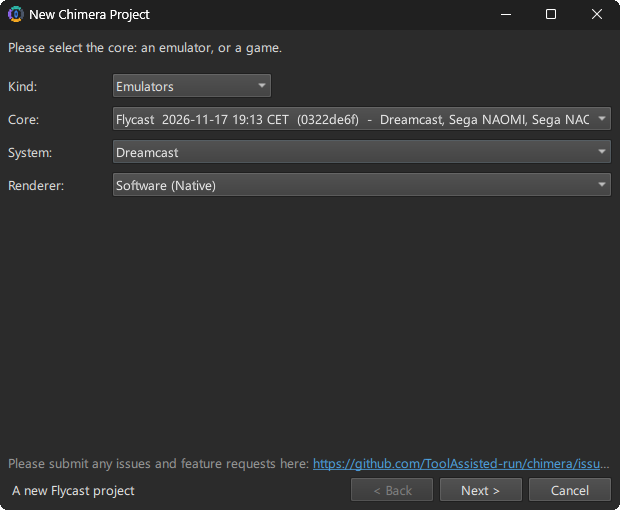 New Chimera Project
Please select the core: an emulator, or a game.
Kind: Emulators
Core: Flycast 2026-11-17 19:13 CET (0322de6f) - Dreamcast, Sega NAOMI, Sega NAO
System: Dreamcast
Renderer: Software (Native)
Please submit any issues and feature requests here: https://github.com/ToolAssisted-run/chimera/issu...
A new Flycast project < Back Next > Cancel